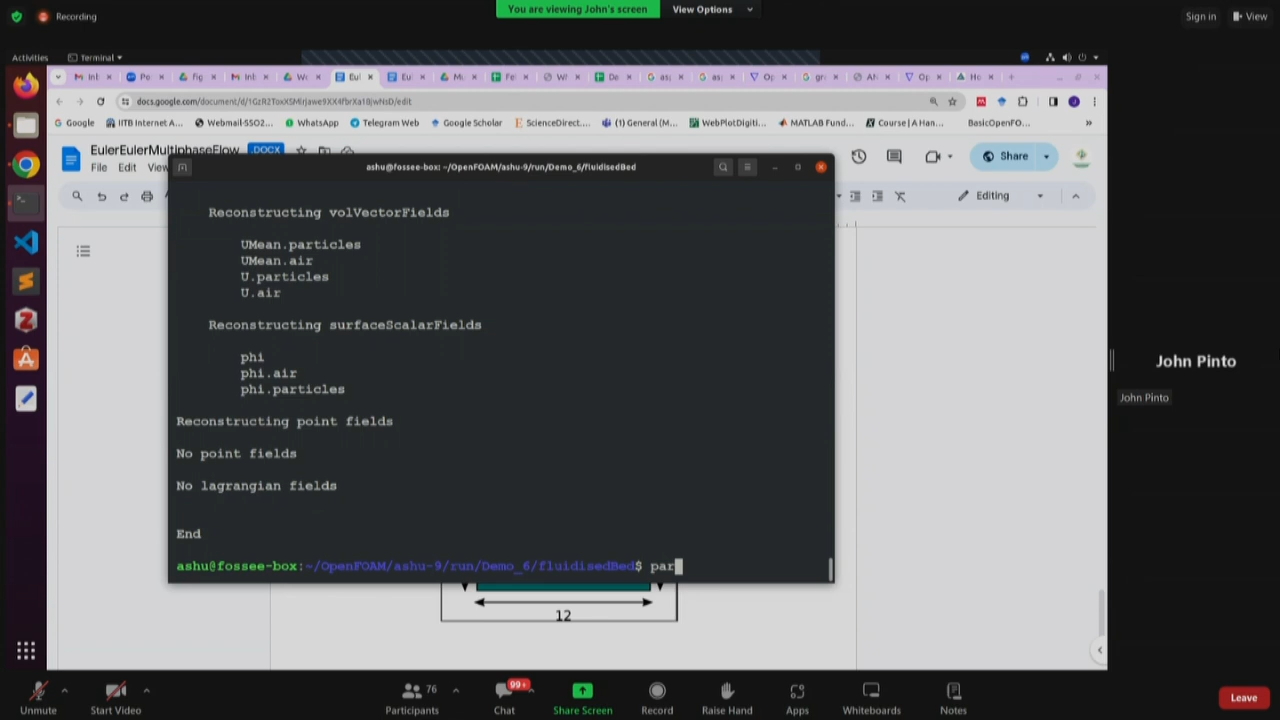 Recording
You are viewing John's screen
View Options
Sign in
View
Activities
Terminal
docs.google.com/document/d/
Google
IITB Internet A...
Webmail-SSO2...
WhatsApp
Telegram Web
Google Scholar
ScienceDirect....
(1) General (M...
WebPlotDigiti...
MATLAB Fund...
Course | A Han...
BasicOpenFO...
EulerEulerMultiphaseFlow
.DOCX
File
Edit
View
Share
Editing
ashu@fossee-box: ~/OpenFOAM/ashu-9/run/Demo_6/fluidisedBed
Reconstructing volVectorFields
UMean.particles
UMean.air
U.particles
U.air
Reconstructing surfaceScalarFields
phi
phi.air
phi.particles
Reconstructing point fields
No point fields
No lagrangian fields
End
ashu@fossee-box:~/OpenFOAM/ashu-9/run/Demo_6/fluidisedBed$ par
12
John Pinto
John Pinto
Unmute
Start Video
76
Participants
99+
Chat
Share Screen
Record
Raise Hand
Apps
Whiteboards
Notes
Leave